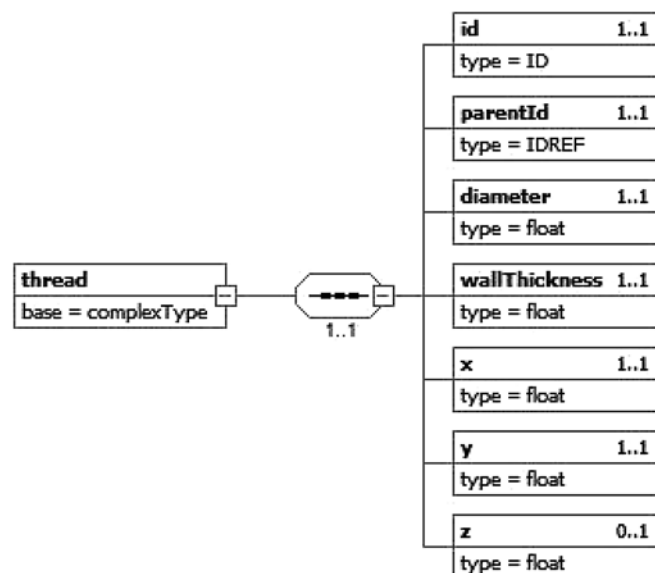 id 1..1
type = ID
parentId 1..1
type = IDREF
diameter 1..1
type = float
thread
base = complexType
1..1
wallThickness 1..1
type = float
x 1..1
type = float
y 1..1
type = float
z 0..1
type = float